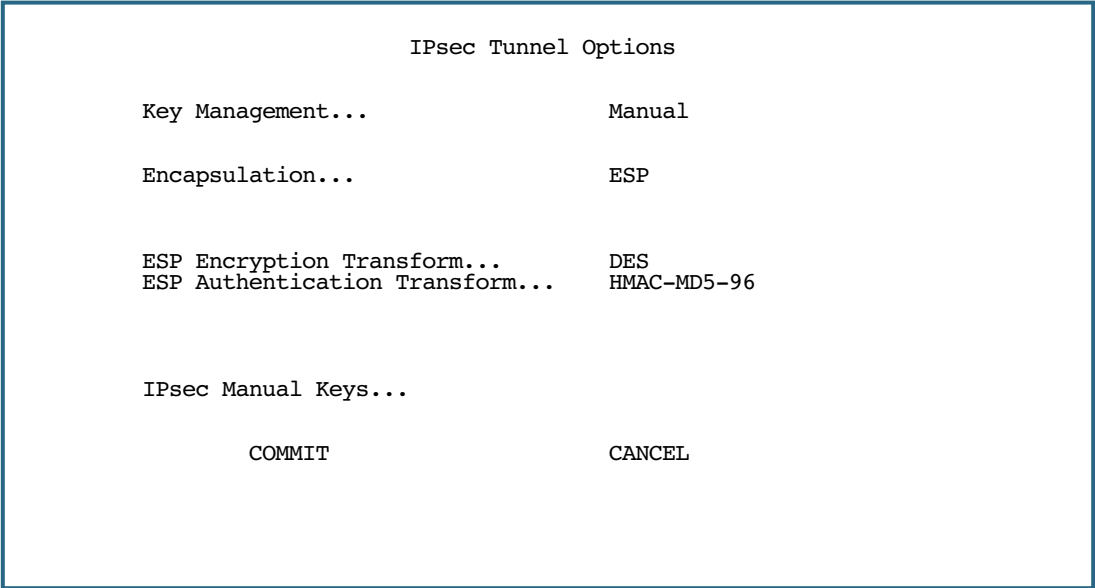 IPsec Tunnel Options
Key Management... Manual
Encapsulation... ESP
ESP Encryption Transform... DES
ESP Authentication Transform... HMAC-MD5-96
IPsec Manual Keys...
COMMIT CANCEL